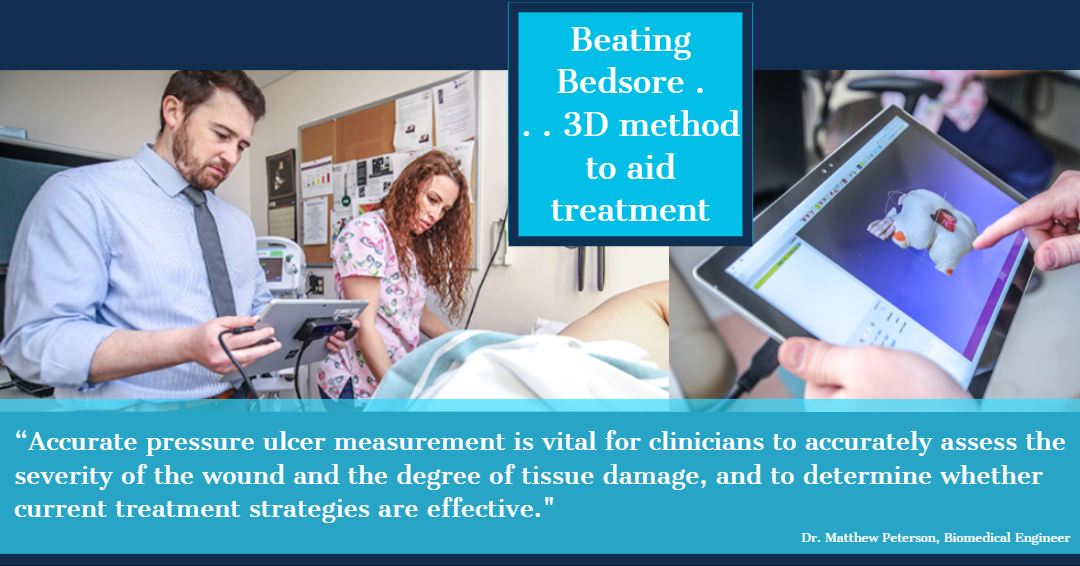 Beating
Bedsore .
. . 3D method
to aid
treatment
“Accurate pressure ulcer measurement is vital for clinicians to accurately assess the
severity of the wound and the degree of tissue damage, and to determine whether
current treatment strategies are effective."
Dr. Matthew Peterson, Biomedical Engineer